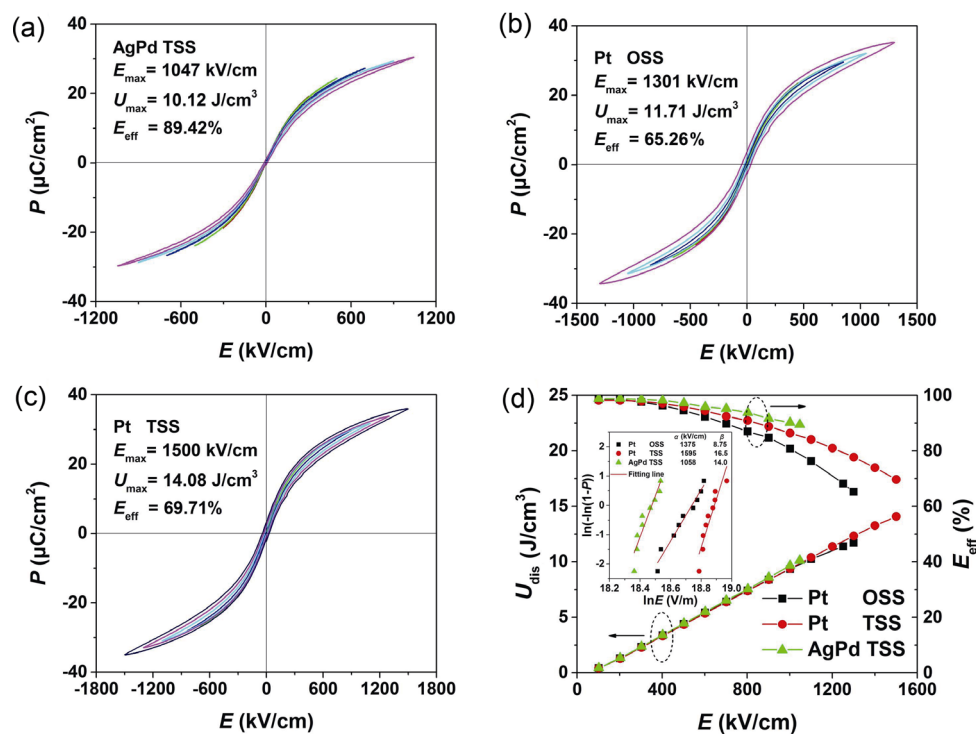 (a)
AgPd TSS
Emax = 1047 kV/cm
Umax = 10.12 J/cm³
Eeff = 89.42%
P (μC/cm²)
40
20
0
-20
-40
-1200 -600 0 600 1200
E (kV/cm)
(b)
Pt OSS
Emax = 1301 kV/cm
Umax = 11.71 J/cm³
Eeff = 65.26%
P (μC/cm²)
40
20
0
-20
-40
-1500 -1000 -500 0 500 1000 1500
E (kV/cm)
(c)
Pt TSS
Emax = 1500 kV/cm
Umax = 14.08 J/cm³
Eeff = 69.71%
P (μC/cm²)
40
20
0
-20
-40
-1800 -1200 -600 0 600 1200 1800
E (kV/cm)
(d)
Udis (J/cm³)
25
20
15
10
5
0
α (kV/cm) β
Pt OSS 1375 8.75
Pt TSS 1595 16.5
AgPd TSS 1058 14.0
Fitting line
ln(-ln(1-P))
2
1
0
-1
-2
18.2 18.4 18.6 18.8 19.0
lnE (V/m)
Pt OSS
Pt TSS
AgPd TSS
100
80
60
40
20
0
Eeff (%)
0 400 800 1200 1600
E (kV/cm)